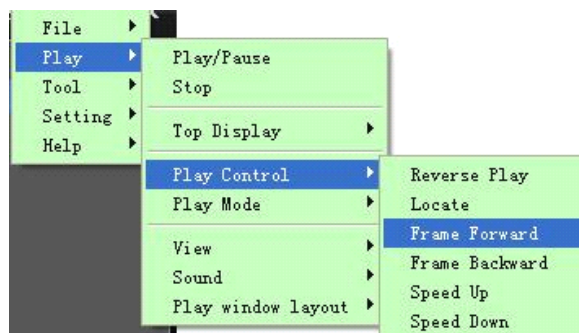 File
Play
Tool
Setting
Help
Play/Pause
Stop
Top Display
Play Control
Play Mode
View
Sound
Play window layout
Reverse Play
Locate
Frame Forward
Frame Backward
Speed Up
Speed Down